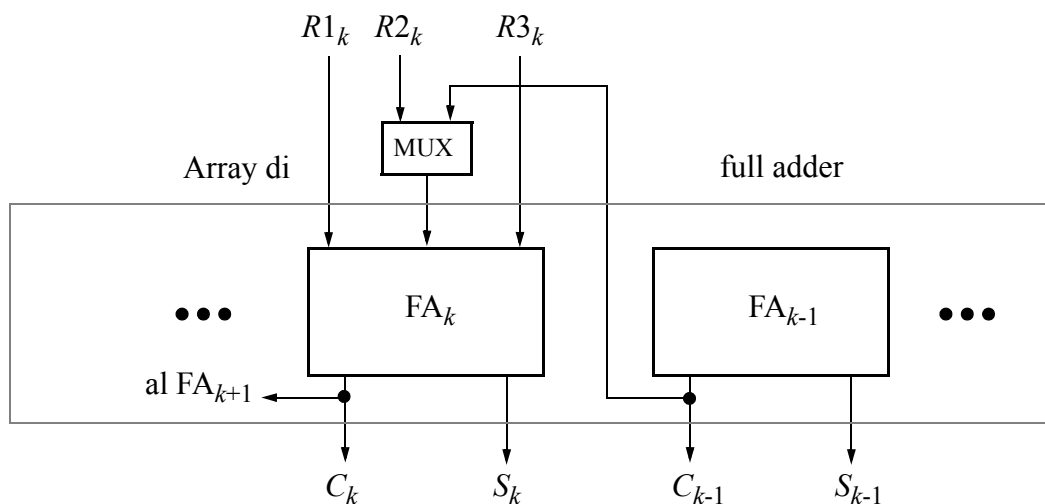 R1k R2k R3k
MUX
Array di full adder
FAk FAk-1
al FAk+1
Ck Sk Ck-1 Sk-1